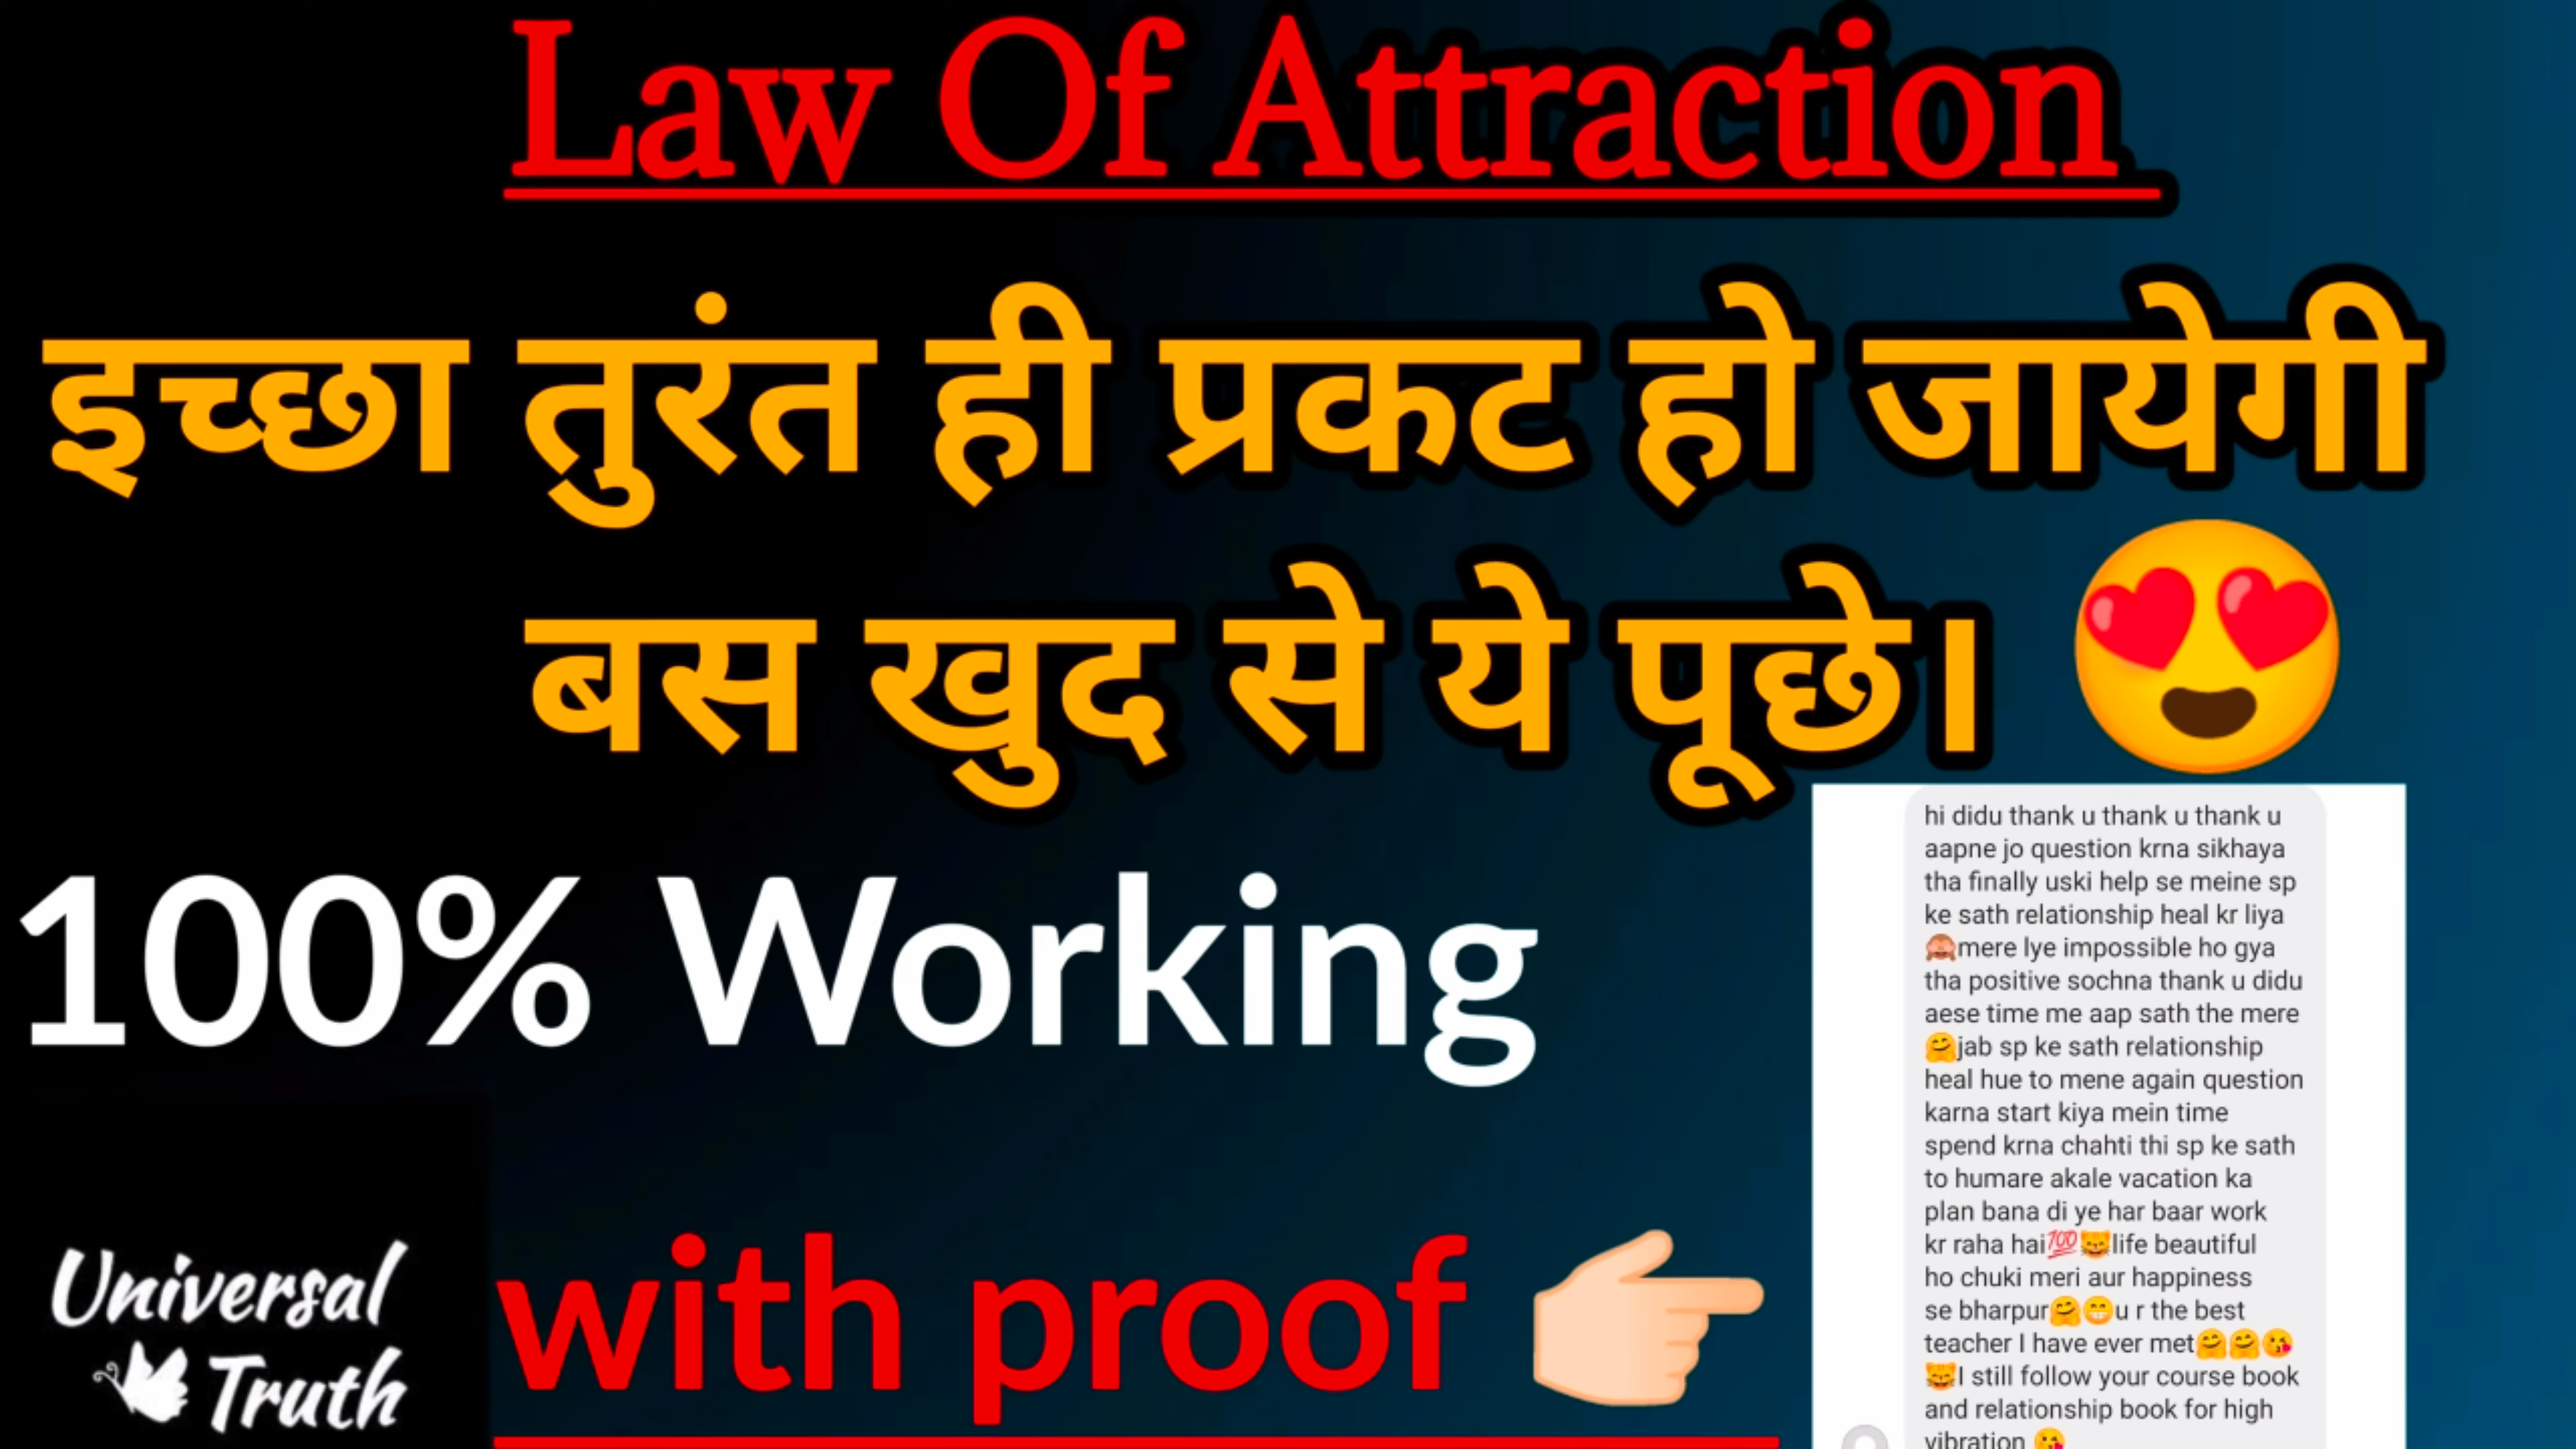 Law Of Attraction
इच्छा तुरंत ही प्रकट हो जायेगी
बस खुद से ये पूछे। 😍
100% Working
with proof 👉🏻
Universal
Truth
hi didu thank u thank u thank u
aapne jo question krna sikhaya
tha finally uski help se meine sp
ke sath relationship heal kr liya
🙈mere lye impossible ho gya
tha positive sochna thank u didu
aese time me aap sath the mere
🤗jab sp ke sath relationship
heal hue to mene again question
karna start kiya mein time
spend krna chahti thi sp ke sath
to humare akale vacation ka
plan bana di ye har baar work
kr raha hai💯😺life beautiful
ho chuki meri aur happiness
se bharpur🤗😁u r the best
teacher I have ever met🤗🤗😘
😺I still follow your course book
and relationship book for high
vibration 😘